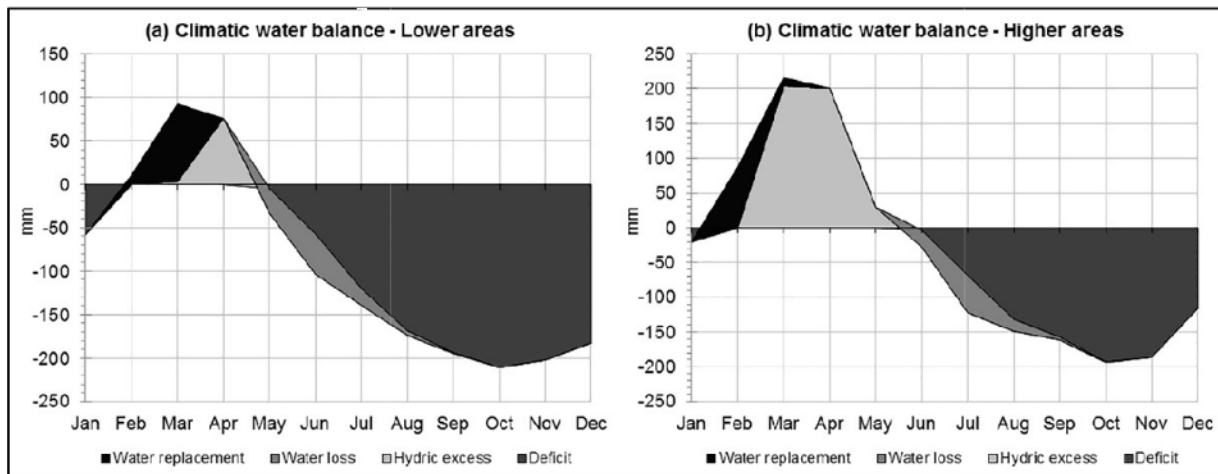 (a) Climatic water balance - Lower areas
150
100
50
0
-50
-100
-150
-200
-250
mm
Jan Feb Mar Apr May Jun Jul Aug Sep Oct Nov Dec
■Water replacement ■Water loss ■Hydric excess ■Deficit
(b) Climatic water balance - Higher areas
250
200
150
100
50
0
-50
-100
-150
-200
-250
mm
Jan Feb Mar Apr May Jun Jul Aug Sep Oct Nov Dec
■Water replacement ■Water loss ■Hydric excess ■Deficit